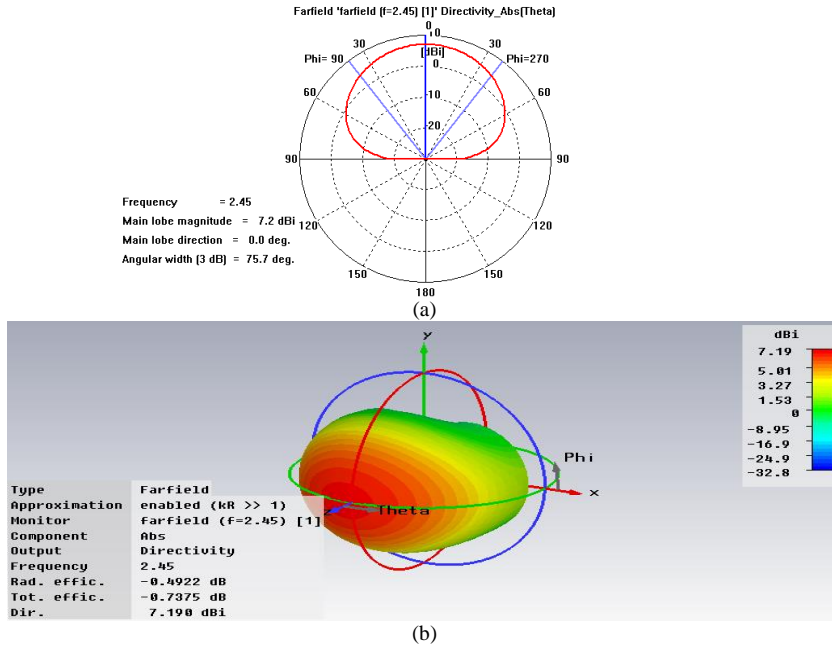 Farfield 'farfield (f=2.45) [1]' Directivity_Abs(Theta)
0
10
30
[dBi]
30
Phi= 90
Phi=270
0
60
60
-10
-20
90
90
Frequency = 2.45
Main lobe magnitude = 7.2 dBi
120
120
Main lobe direction = 0.0 deg.
Angular width (3 dB) = 75.7 deg.
150
150
180
(a)
y
dBi
7.19
5.01
3.27
1.53
0
-8.95
-16.9
-24.9
-32.8
Phi
x
z
Theta
Type Farfield
Approximation enabled (kR >> 1)
Monitor farfield (f=2.45) [1]
Component Abs
Output Directivity
Frequency 2.45
Rad. effic. -0.4922 dB
Tot. effic. -0.7375 dB
Dir. 7.190 dBi
(b)